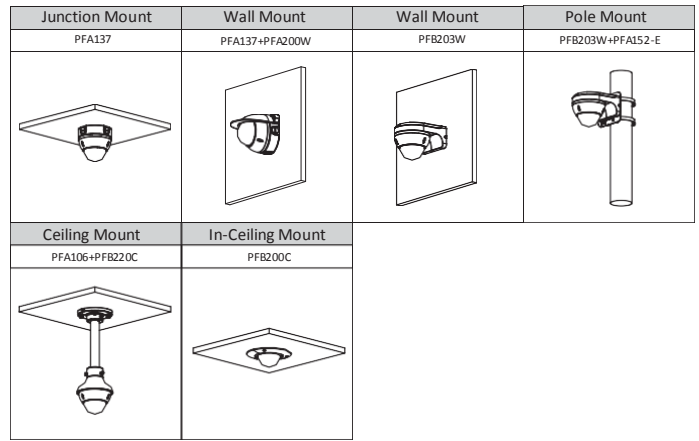 Junction Mount
Wall Mount
Wall Mount
Pole Mount
PFA137
PFA137+PFA200W
PFB203W
PFB203W+PFA152-E
Ceiling Mount
In-Ceiling Mount
PFA106+PFB220C
PFB200C